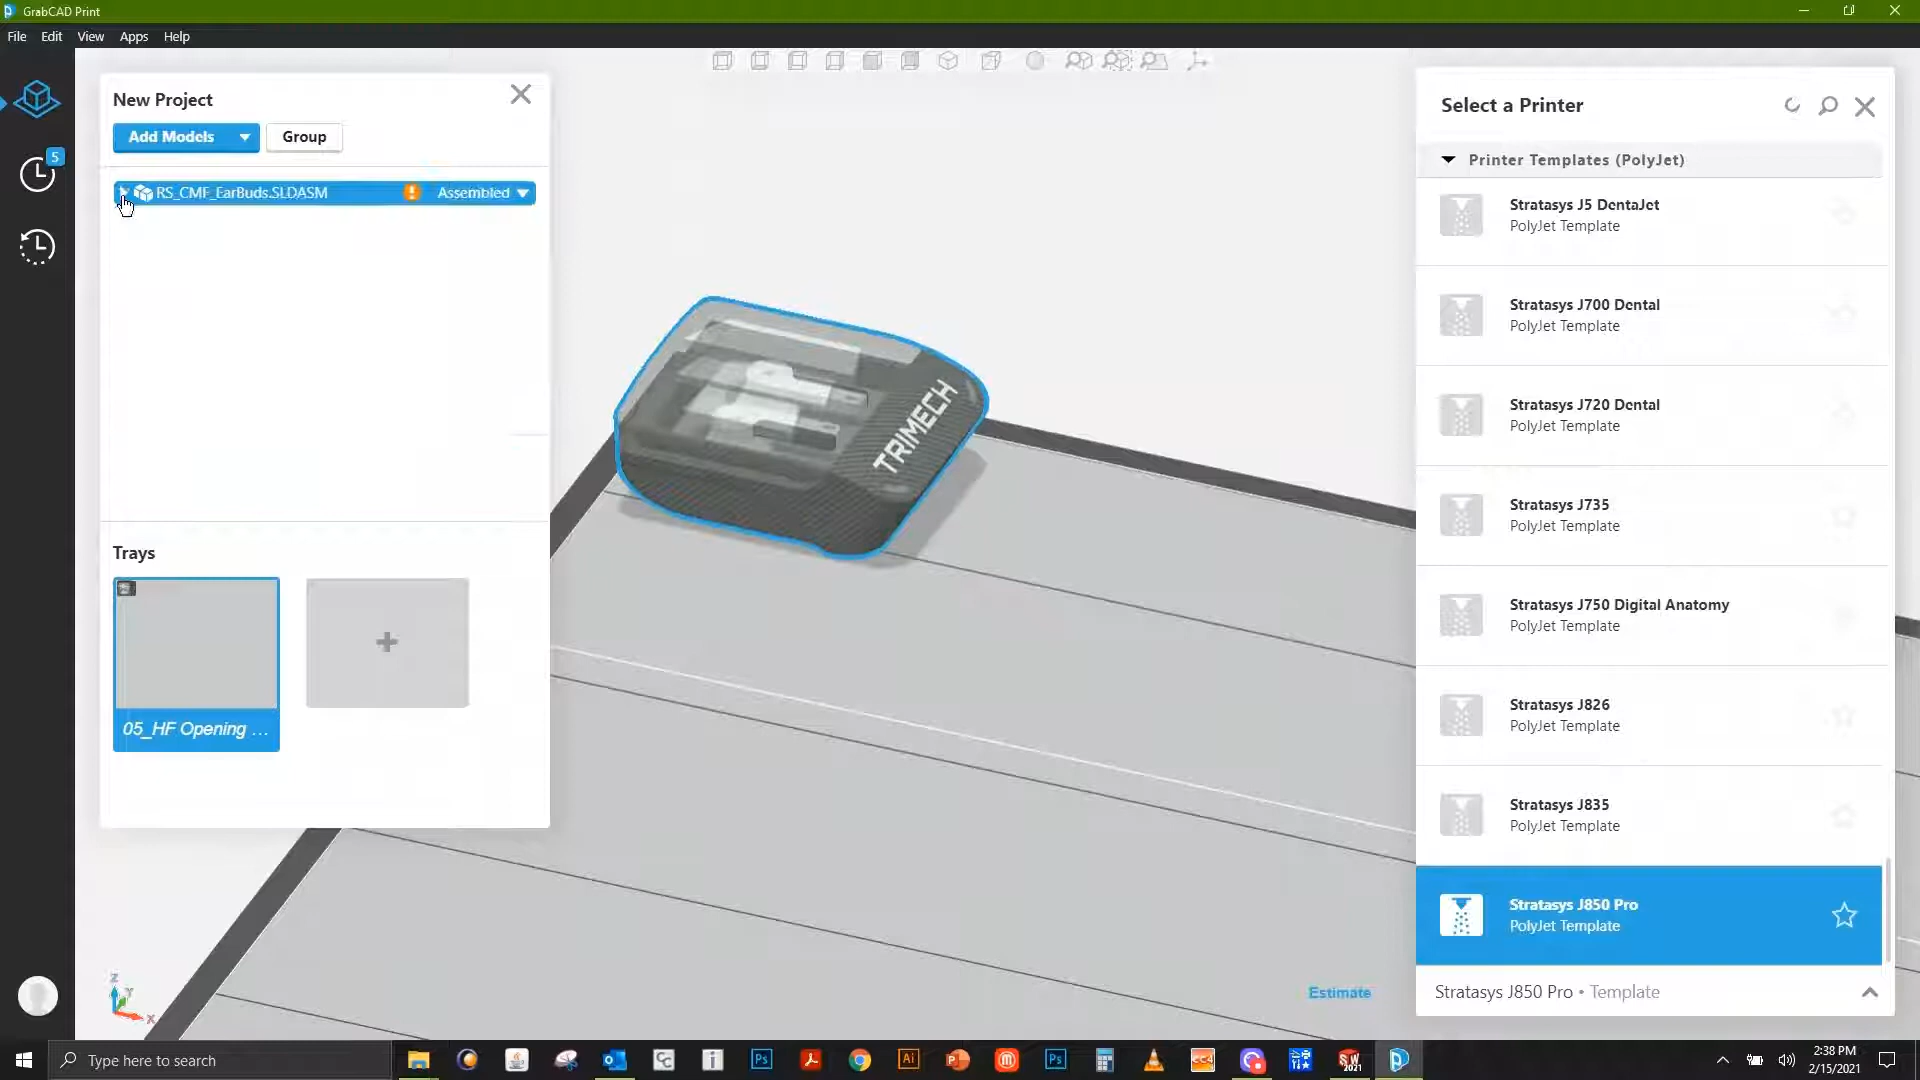 GrabCAD Print
File Edit View Apps Help
New Project
Add Models Group
RS_CMF_EarBuds.SLDASM Assembled
5
TRIMECH
Trays
05_HF Opening ...
Z
Y
X
Estimate
Select a Printer
Printer Templates (PolyJet)
Stratasys J5 DentaJet
PolyJet Template
Stratasys J700 Dental
PolyJet Template
Stratasys J720 Dental
PolyJet Template
Stratasys J735
PolyJet Template
Stratasys J750 Digital Anatomy
PolyJet Template
Stratasys J826
PolyJet Template
Stratasys J835
PolyJet Template
Stratasys J850 Pro
PolyJet Template
Stratasys J850 Pro • Template
Type here to search
2:38 PM
2/15/2021